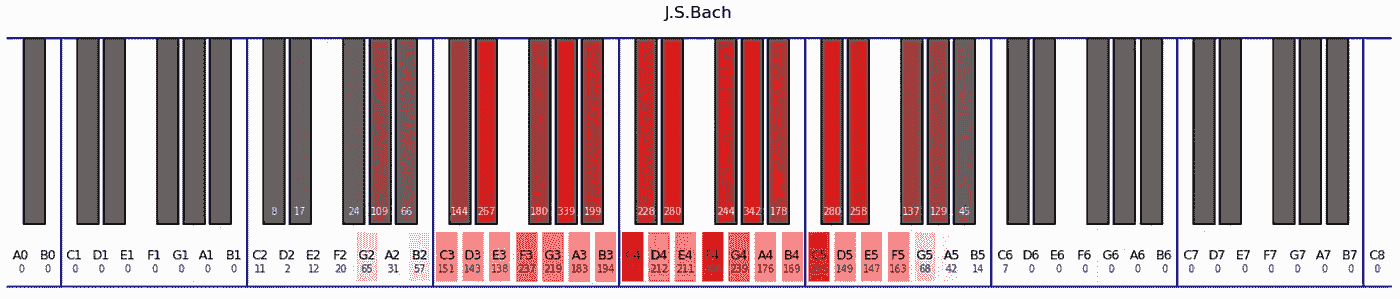 J.S.Bach
8 17 24 109 66 144 267 180 339 199 228 280 244 342 178 280 258 137 129 45
A0 B0 C1 D1 E1 F1 G1 A1 B1 C2 D2 E2 F2 G2 A2 B2 C3 D3 E3 F3 G3 A3 B3 C4 D4 E4 F4 G4 A4 B4 C5 D5 E5 F5 G5 A5 B5 C6 D6 E6 F6 G6 A6 B6 C7 D7 E7 F7 G7 A7 B7 C8
0 0 0 0 0 0 0 0 0 11 2 12 20 65 31 57 151 143 138 237 219 183 194 212 211 239 176 169 149 147 163 68 42 14 7 0 0 0 0 0 0 0 0 0 0 0 0 0 0